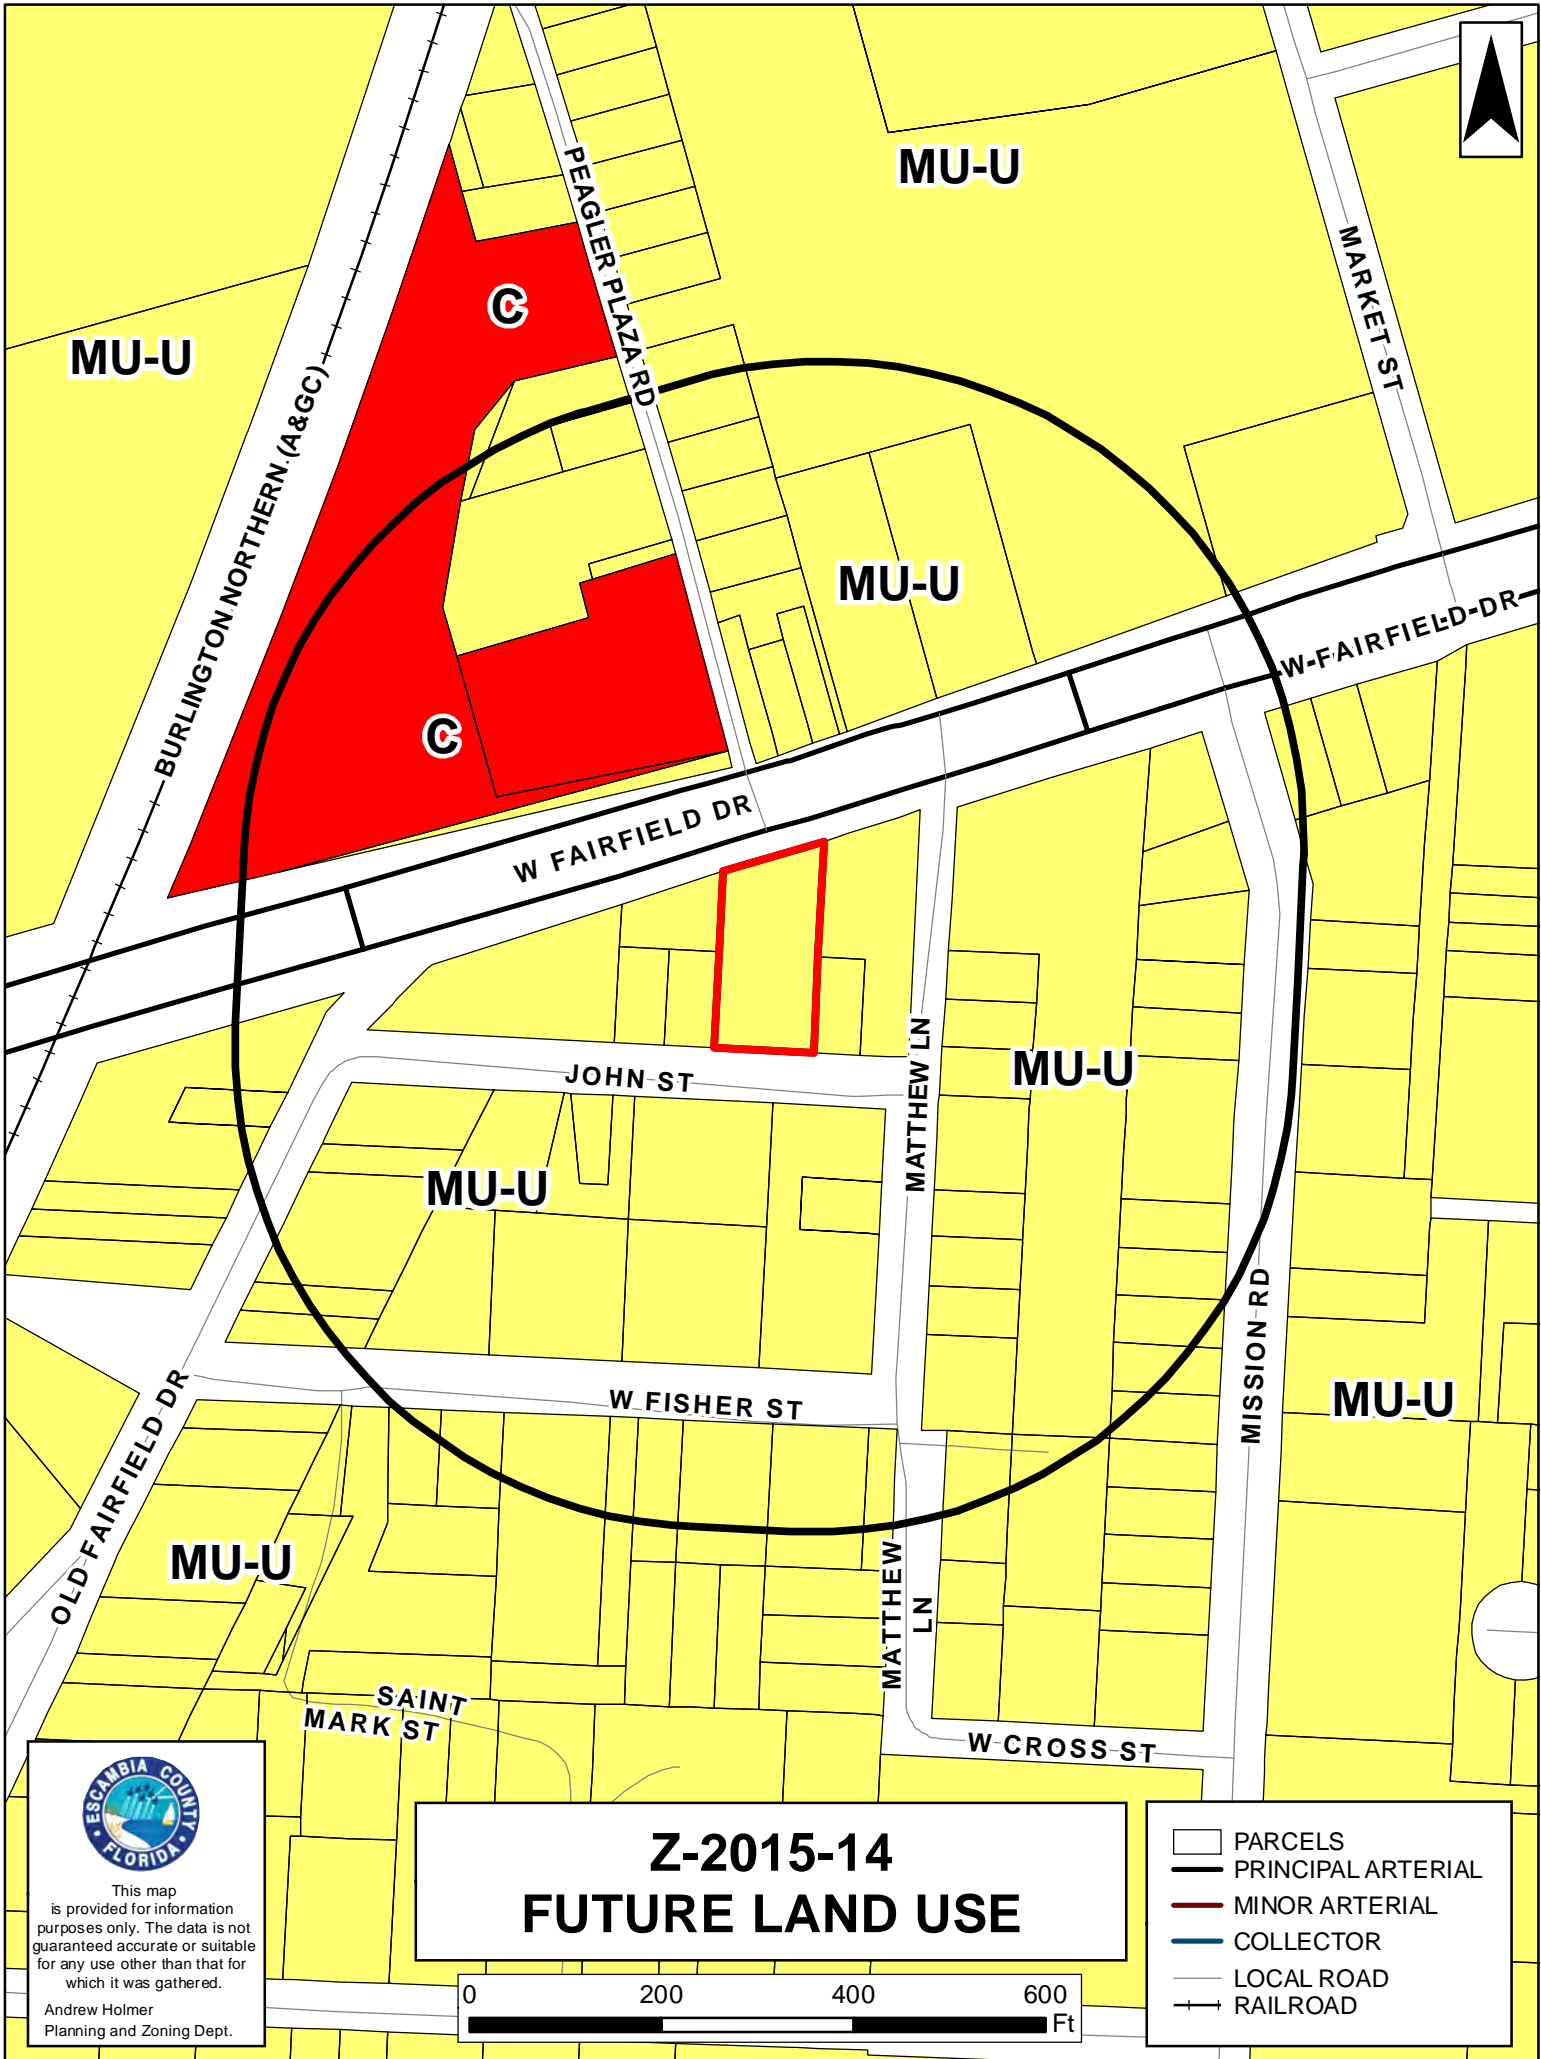 MU-U
PEAGLER PLAZA RD
MARKET ST
C
MU-U
BURLINGTON NORTHERN (A&GC)
MU-U
W FAIRFIELD DR
C
W FAIRFIELD DR
MATTHEW LN
MU-U
JOHN ST
MU-U
MISSION RD
MU-U
W FISHER ST
OLD FAIRFIELD DR
MU-U
MATTHEW
LN
SAINT
MARK ST
W CROSS ST
ESCAMBIA COUNTY
FLORIDA
This map
is provided for information
purposes only. The data is not
guaranteed accurate or suitable
for any use other than that for
which it was gathered.
Andrew Holmer
Planning and Zoning Dept.
Z-2015-14
FUTURE LAND USE
0 200 400 600
Ft
PARCELS
PRINCIPAL ARTERIAL
MINOR ARTERIAL
COLLECTOR
LOCAL ROAD
RAILROAD